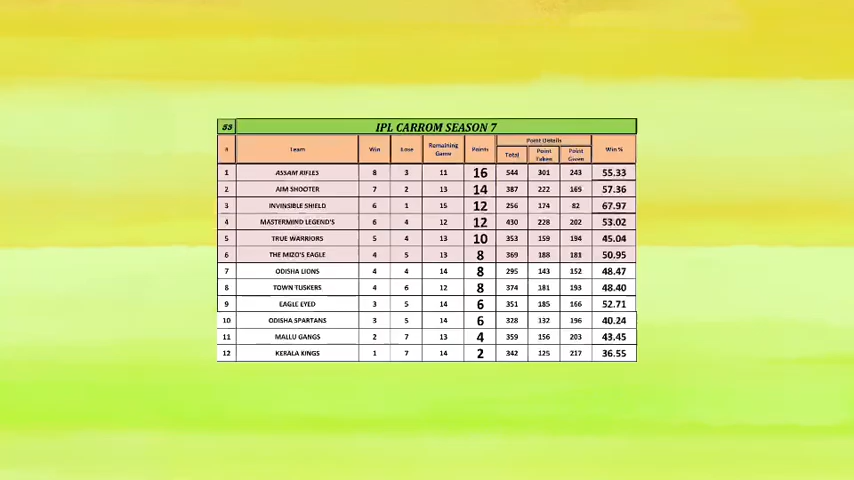 55 IPL CARROM SEASON 7
# Team Win Lose Remaining Game Points Point Details Win %
Total Point Taken Point Given
1 ASSAM RIFLES 8 3 11 16 544 301 243 55.33
2 AIM SHOOTER 7 2 13 14 387 222 165 57.36
3 INVINSIBLE SHIELD 6 1 15 12 256 174 82 67.97
4 MASTERMIND LEGEND'S 6 4 12 12 430 228 202 53.02
5 TRUE WARRIORS 5 4 13 10 353 159 194 45.04
6 THE MIZO'S EAGLE 4 5 13 8 369 188 181 50.95
7 ODISHA LIONS 4 4 14 8 295 143 152 48.47
8 TOWN TUSKERS 4 6 12 8 374 181 193 48.40
9 EAGLE EYED 3 5 14 6 351 185 166 52.71
10 ODISHA SPARTANS 3 5 14 6 328 132 196 40.24
11 MALLU GANGS 2 7 13 4 359 156 203 43.45
12 KERALA KINGS 1 7 14 2 342 125 217 36.55